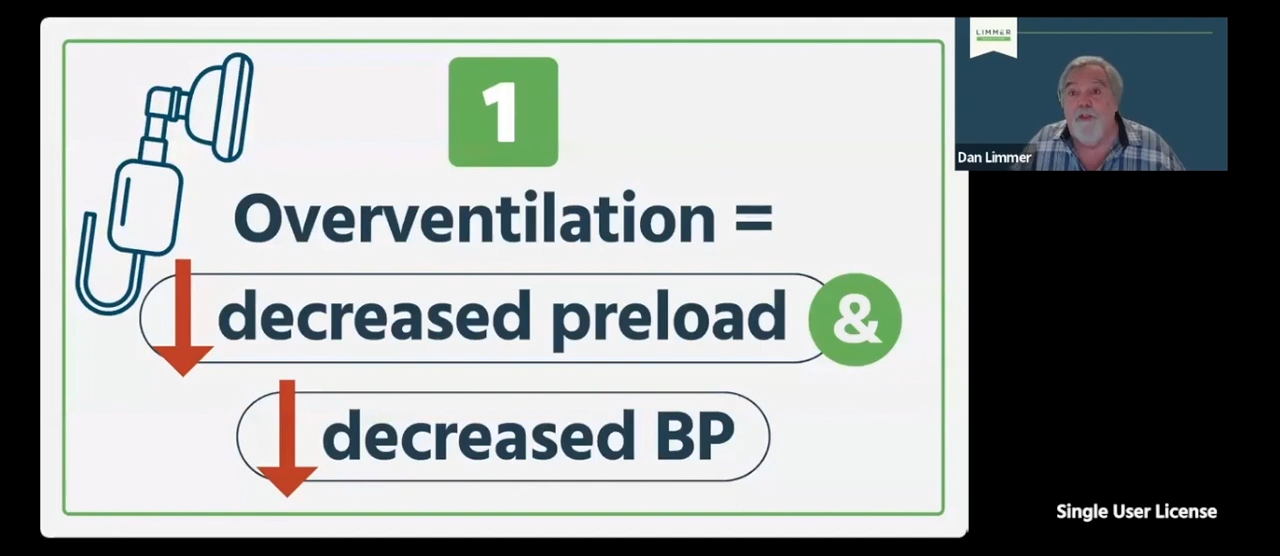 1
Overventilation =
decreased preload &
decreased BP
LIMMER
Dan Limmer
Single User License